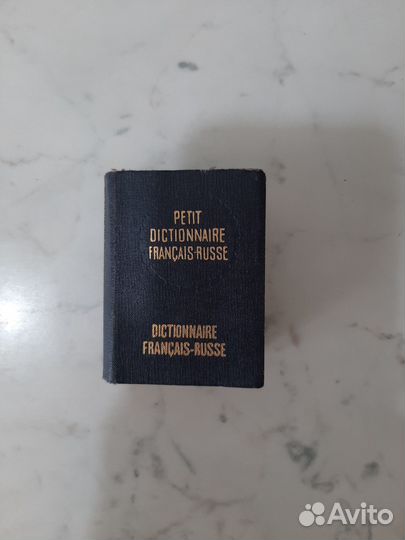 PETIT
DICTIONNAIRE
FRANÇAIS-RUSSE
DICTIONNAIRE
FRANÇAIS-RUSSE
Avito